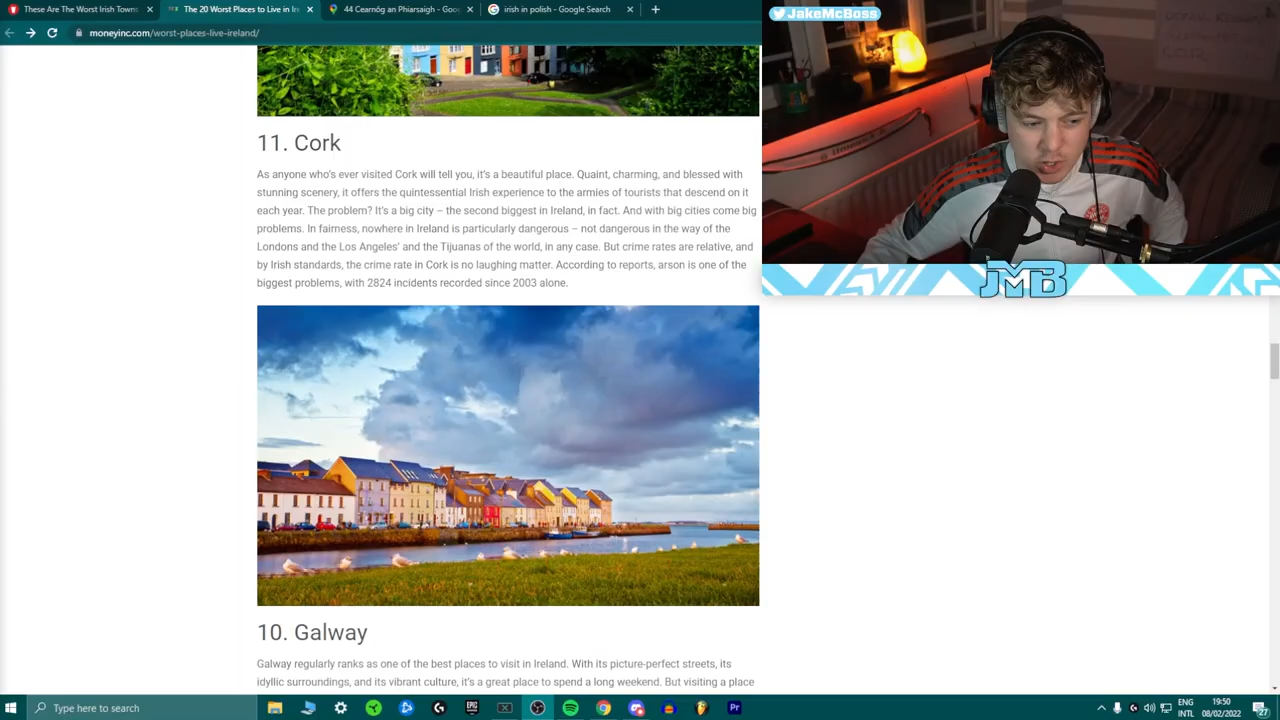 These Are The Worst Irish Towns
The 20 Worst Places to Live in Ir
44 Cearnóg an Phiarsaigh - Goo
irish in polish - Google Search
moneyinc.com/worst-places-live-ireland/
JakeMcBoss
11. Cork
As anyone who's ever visited Cork will tell you, it's a beautiful place. Quaint, charming, and blessed with
stunning scenery, it offers the quintessential Irish experience to the armies of tourists that descend on it
each year. The problem? It's a big city – the second biggest in Ireland, in fact. And with big cities come big
problems. In fairness, nowhere in Ireland is particularly dangerous – not dangerous in the way of the
Londons and the Los Angeles' and the Tijuanas of the world, in any case. But crime rates are relative, and
by Irish standards, the crime rate in Cork is no laughing matter. According to reports, arson is one of the
biggest problems, with 2824 incidents recorded since 2003 alone.
JMB
10. Galway
Galway regularly ranks as one of the best places to visit in Ireland. With its picture-perfect streets, its
idyllic surroundings, and its vibrant culture, it's a great place to spend a long weekend. But visiting a place
Type here to search
EPIC
Pr
ENG
INTL
19:50
08/02/2022
27